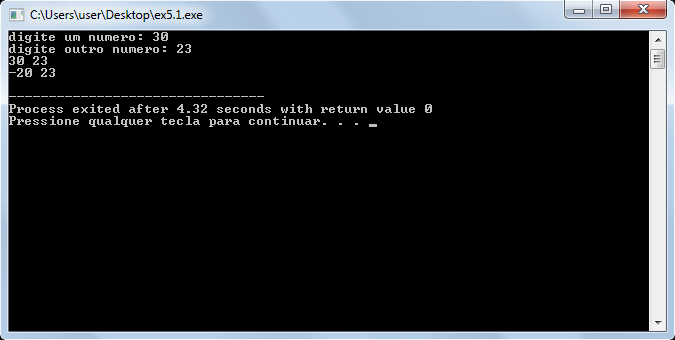 C:\Users\user\Desktop\ex5.1.exe
digite um numero: 30
digite outro numero: 23
30 23
-20 23
--------------------------------
Process exited after 4.32 seconds with return value 0
Pressione qualquer tecla para continuar. . . _